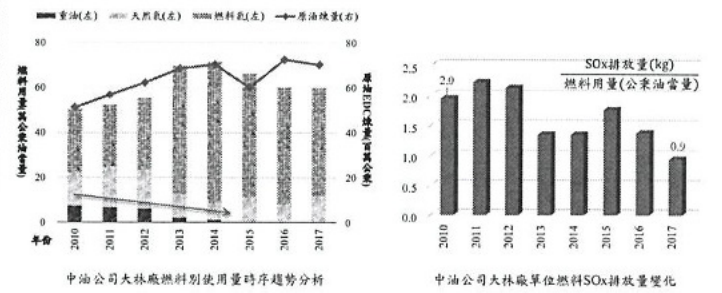 重油(左) 天然氣(左) 燃料氣(左) 原油煉量(右)
80
60
40
20
0
燃料用量(萬公秉油當量)
80
60
40
20
0
原油EDC煉量(百萬公秉)
年份 2010 2011 2012 2013 2014 2015 2016 2017
中油公司大林廠燃料別使用量時序趨勢分析
SOx排放量(kg)
燃料用量(公秉油當量)
2.5
2.0
1.5
1.0
0.5
0.0
2.0
0.9
2010 2011 2012 2013 2014 2015 2016 2017
中油公司大林廠單位燃料SOx排放量變化